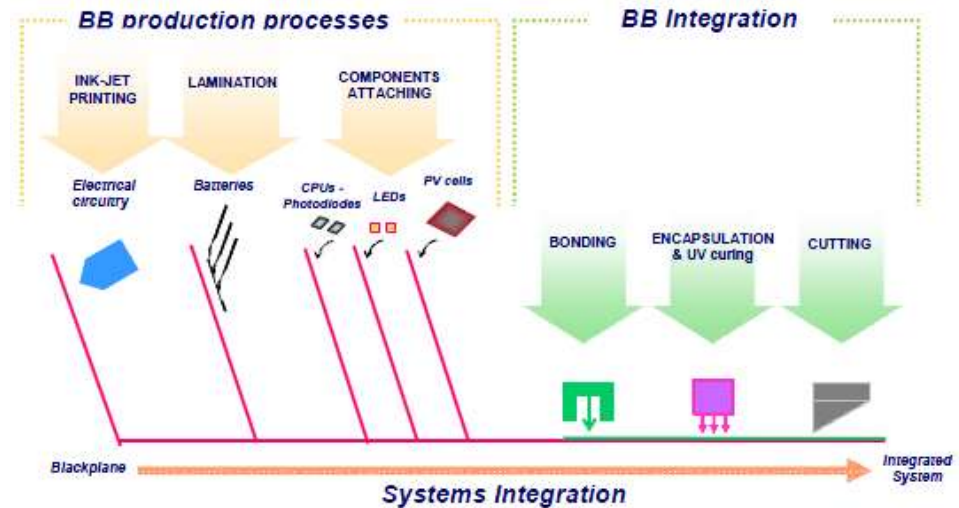 BB production processes
BB Integration
INK-JET
PRINTING
LAMINATION
COMPONENTS
ATTACHING
Electrical
circuitry
Batteries
CPUs -
Photodiodes
LEDs
PV cells
BONDING
ENCAPSULATION
& UV curing
CUTTING
Blackplane
Integrated
System
Systems Integration